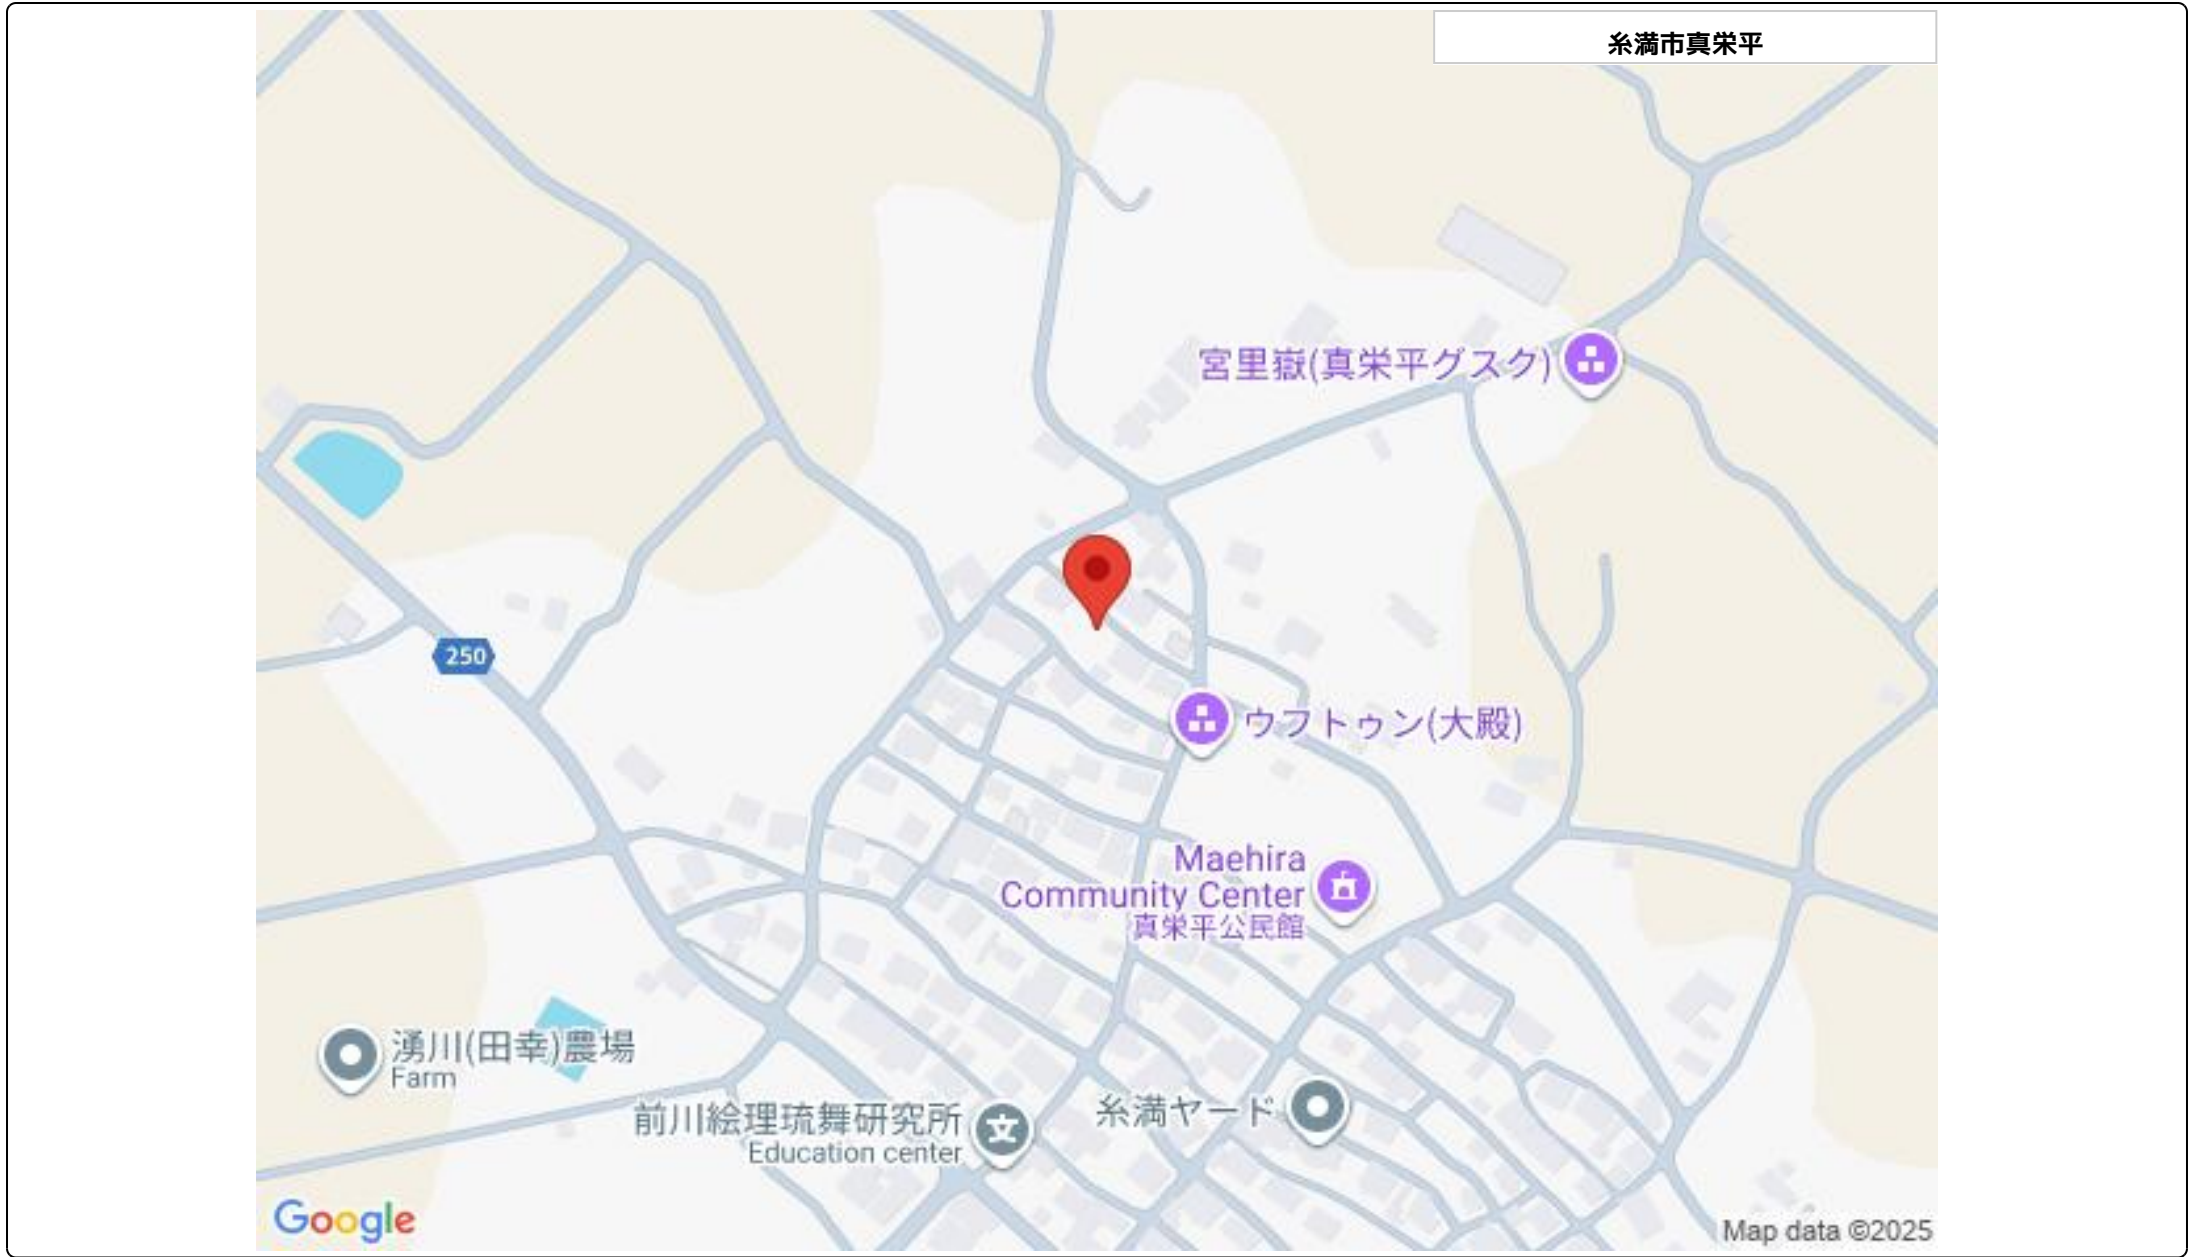 糸満市真栄平
宮里嶽(真栄平グスク)
250
ウフトゥン(大殿)
Maehira
Community Center
真栄平公民館
湧川(田幸)農場
Farm
前川絵理琉舞研究所
Education center
糸満ヤード
Google
Map data ©2025